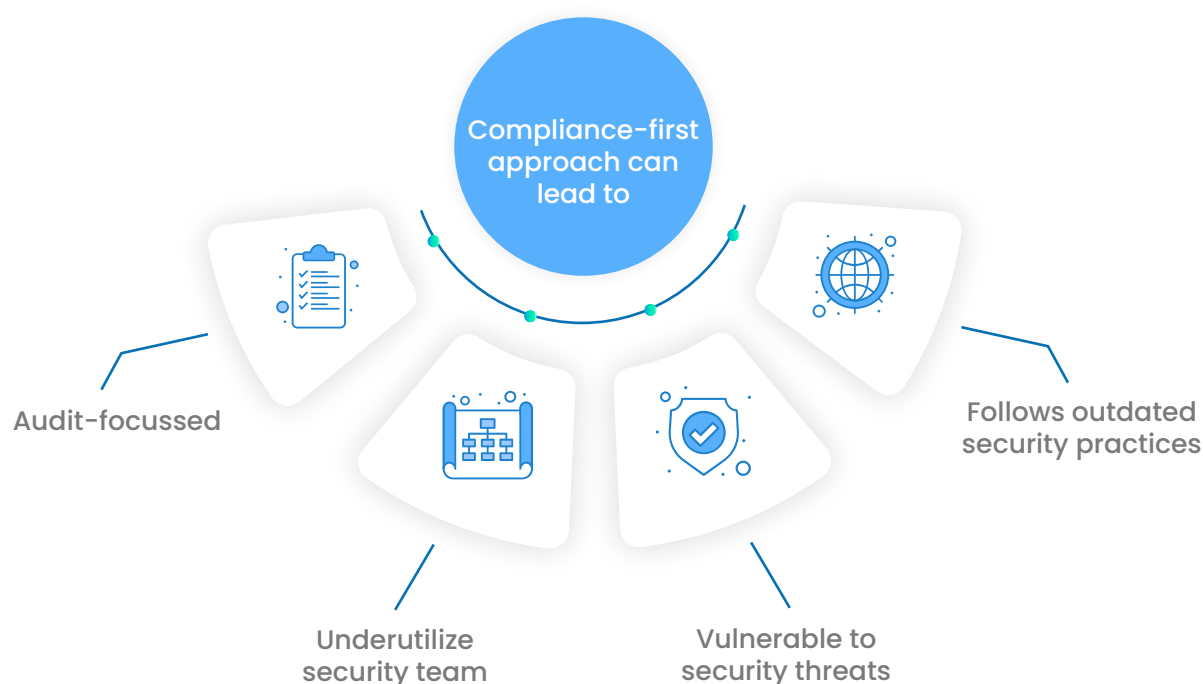 Compliance-first
approach can
lead to
Audit-focussed
Underutilize
security team
Vulnerable to
security threats
Follows outdated
security practices